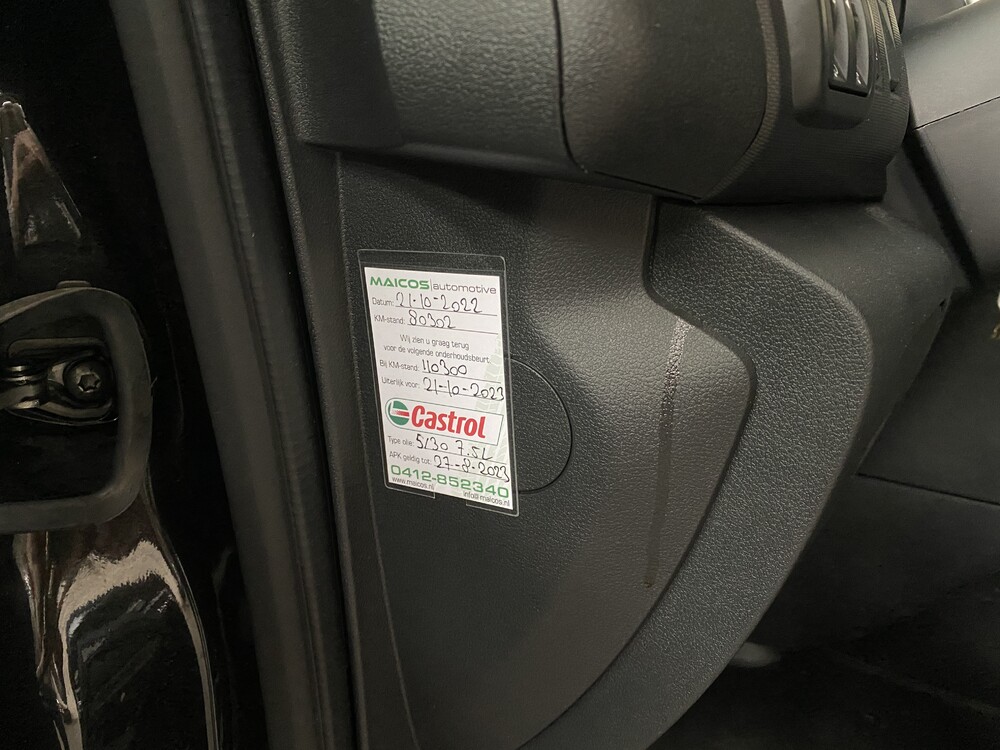 MAICOS|automotive
Datum: 21-10-2022
KM-stand: 80302
Wij zien u graag terug
voor de volgende onderhoudsbeurt
Bij KM-stand: 110300
Uiterlijk voor: 21-10-2023
Castrol
Type olie: 5/30 7.5L
APK geldig tot: 27-8-2023
0412-652340
www.maicos.nl info@maicos.nl